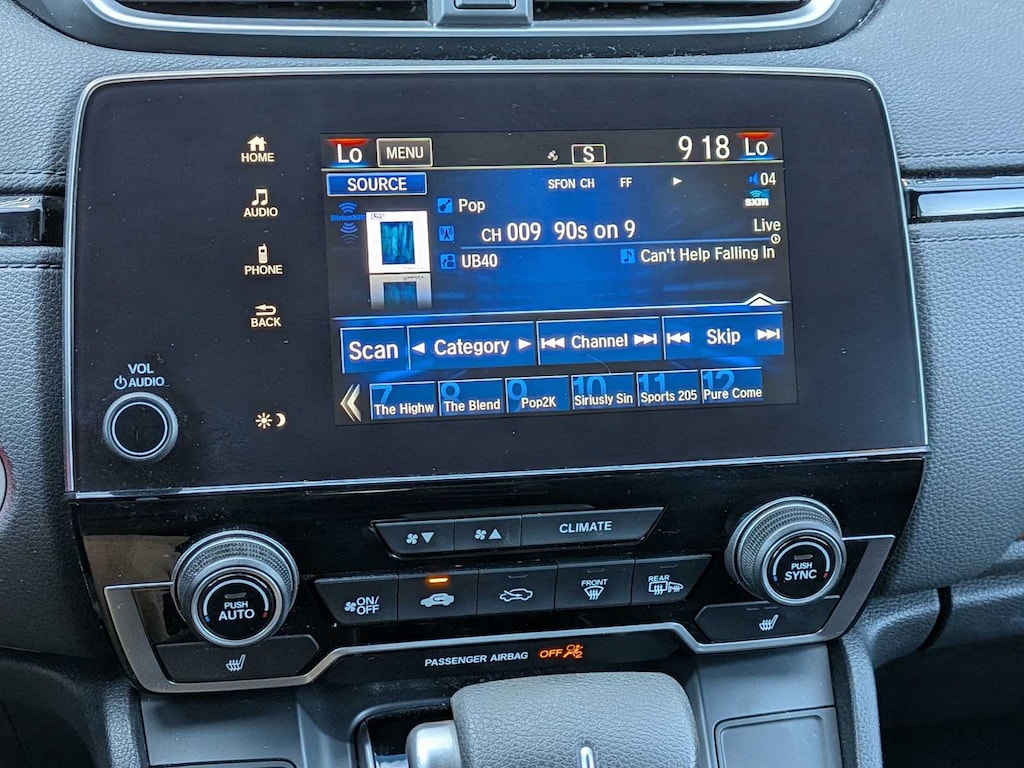 HOME
AUDIO
PHONE
BACK
VOL
AUDIO
Lo MENU S 9 18 Lo
SOURCE SFON CH FF 04
SiriusXM Pop sxm
CH 009 90s on 9 Live
UB40 Can't Help Falling In
Scan Category Channel Skip
7 8 9 10 11 12
The Highw The Blend Pop2K Siriusly Sin Sports 205 Pure Come
CLIMATE
PUSH AUTO
ON/OFF
FRONT
REAR
PUSH SYNC
PASSENGER AIRBAG OFF